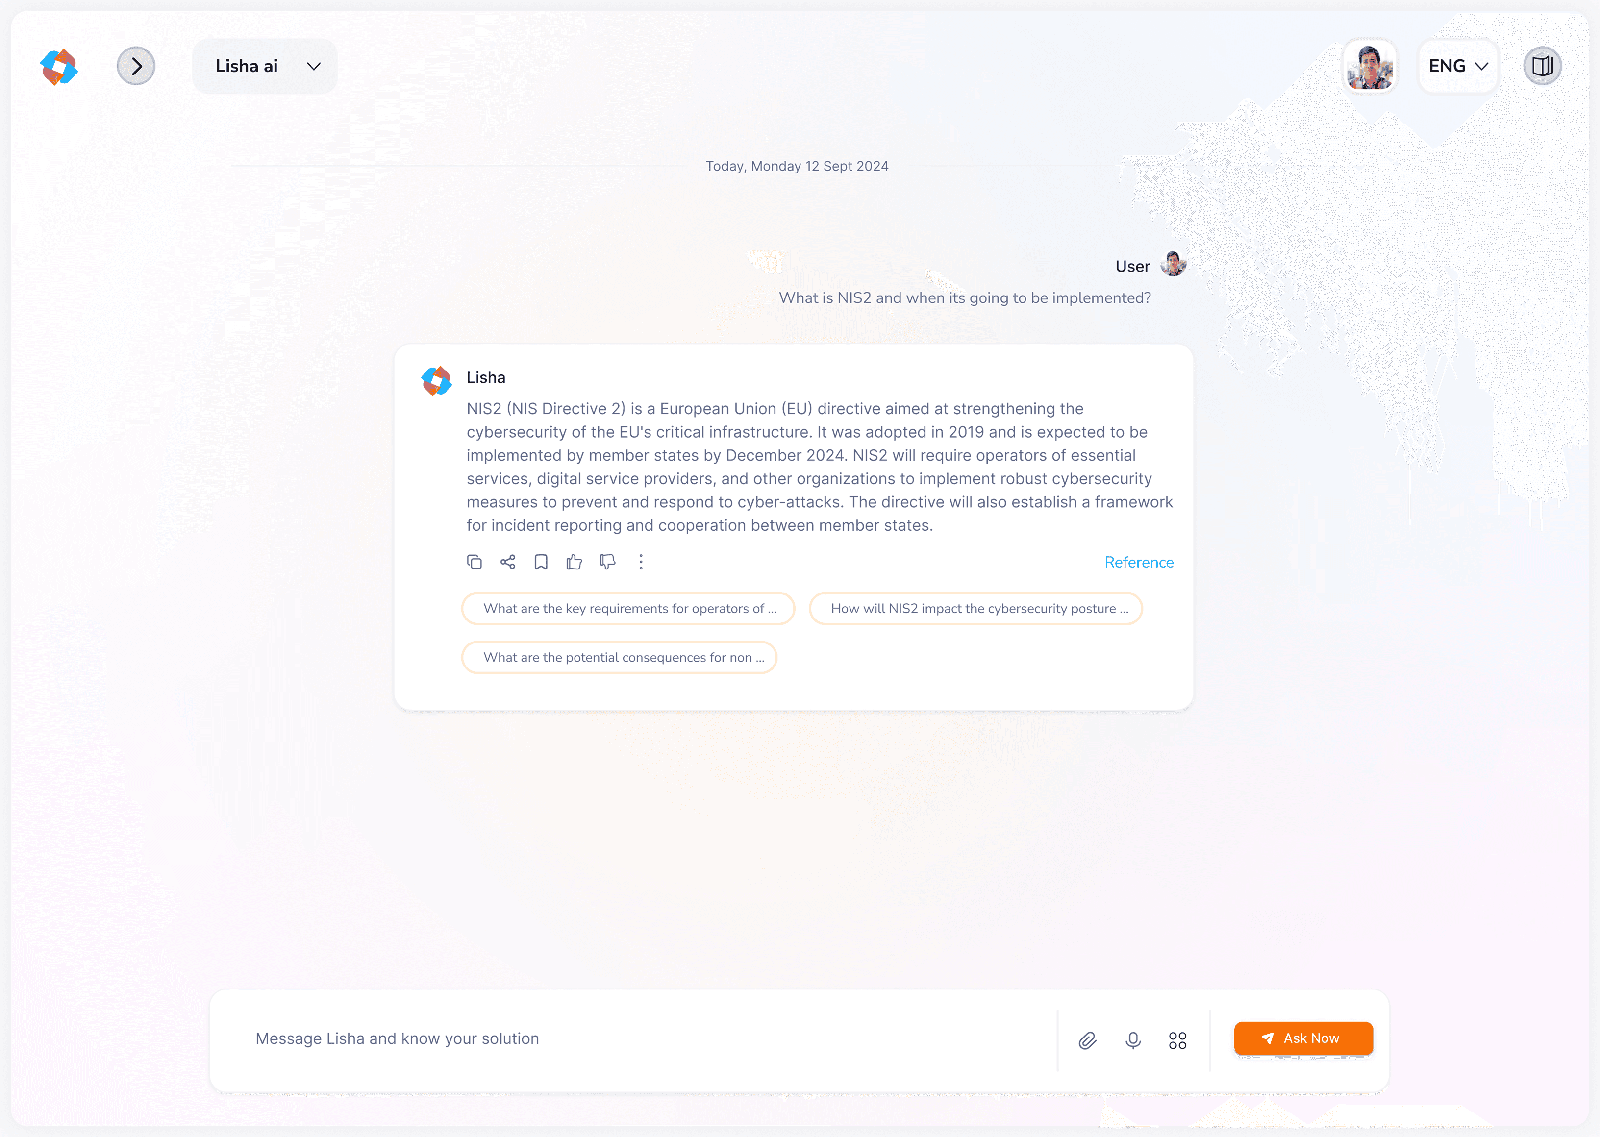 Lisha ai
ENG
Today, Monday 12 Sept 2024
User
What is NIS2 and when its going to be implemented?
Lisha
NIS2 (NIS Directive 2) is a European Union (EU) directive aimed at strengthening the
cybersecurity of the EU's critical infrastructure. It was adopted in 2019 and is expected to be
implemented by member states by December 2024. NIS2 will require operators of essential
services, digital service providers, and other organizations to implement robust cybersecurity
measures to prevent and respond to cyber-attacks. The directive will also establish a framework
for incident reporting and cooperation between member states.
Reference
What are the key requirements for operators of ...
How will NIS2 impact the cybersecurity posture ...
What are the potential consequences for non ...
Message Lisha and know your solution
Ask Now